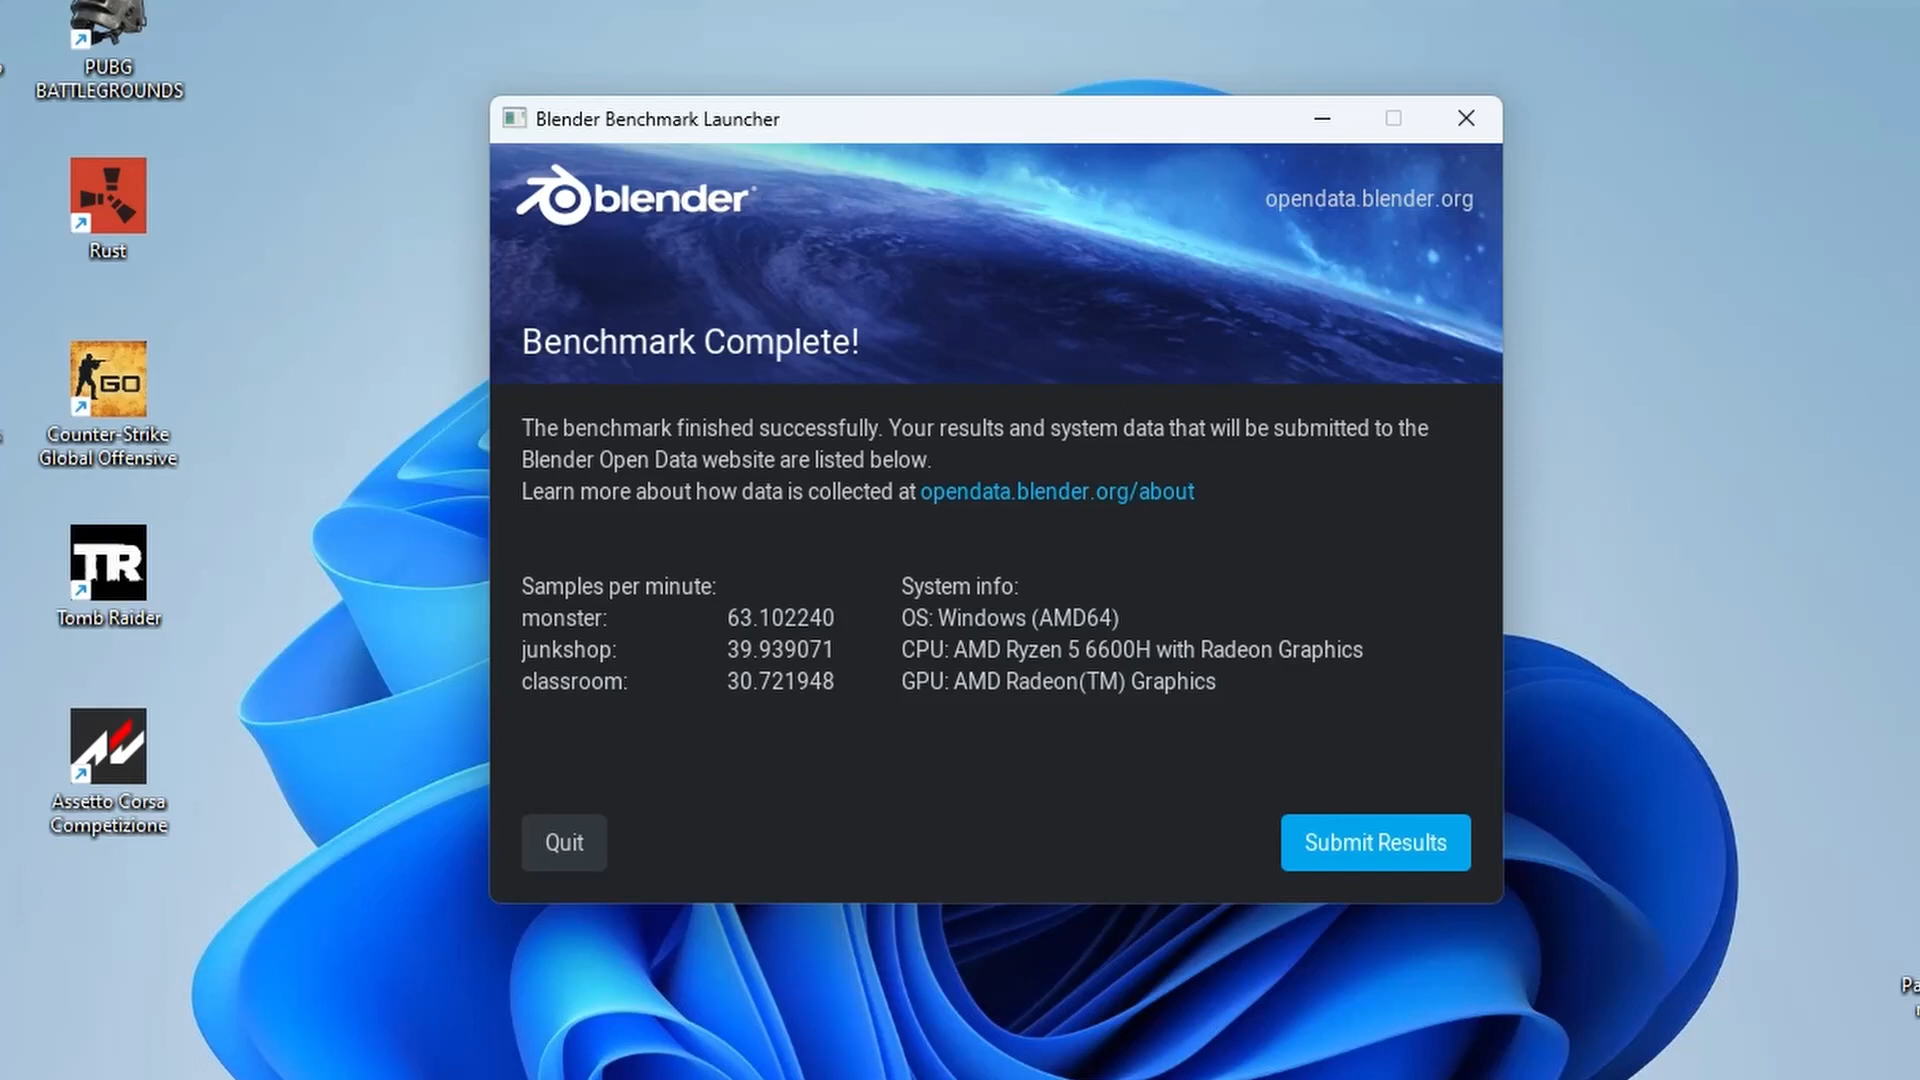 PUBG
BATTLEGROUNDS
Rust
GO
Counter-Strike
Global Offensive
TR
Tomb Raider
Assetto Corsa
Competizione
Blender Benchmark Launcher
blender
opendata.blender.org
Benchmark Complete!
The benchmark finished successfully. Your results and system data that will be submitted to the
Blender Open Data website are listed below.
Learn more about how data is collected at opendata.blender.org/about
Samples per minute:
monster: 63.102240
junkshop: 39.939071
classroom: 30.721948
System info:
OS: Windows (AMD64)
CPU: AMD Ryzen 5 6600H with Radeon Graphics
GPU: AMD Radeon(TM) Graphics
Quit
Submit Results